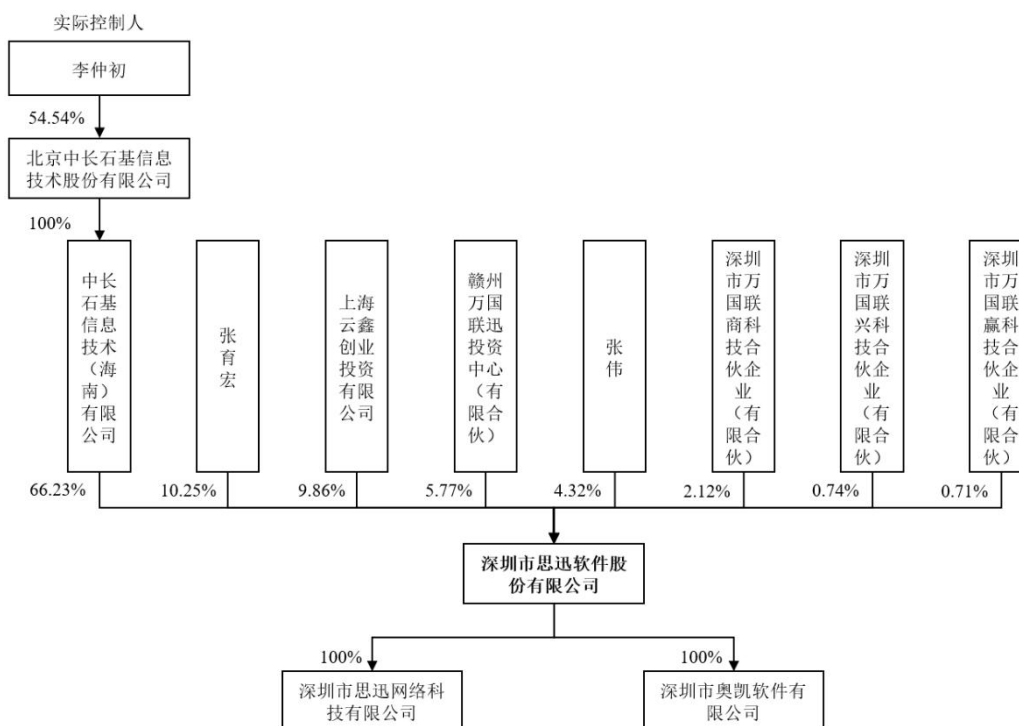 实际控制人
李仲初
54.54%
北京中长石基信息
技术股份有限公司
100%
中长
石基
信息
技术
（海
南）
有限
公司
张
育
宏
上海
云鑫
创业
投资
有限
公司
赣州
万国
联迅
投资
中心
（有
限合
伙）
张
伟
深圳
市万
国联
商科
技合
伙企
业
（有
限合
伙）
深圳
市万
国联
兴科
技合
伙企
业
（有
限合
伙）
深圳
市万
国联
赢科
技合
伙企
业
（有
限合
伙）
66.23%
10.25%
9.86%
5.77%
4.32%
2.12%
0.74%
0.71%
深圳市思迅软件股
份有限公司
100%
100%
深圳市思迅网络科
技有限公司
深圳市奥凯软件有
限公司